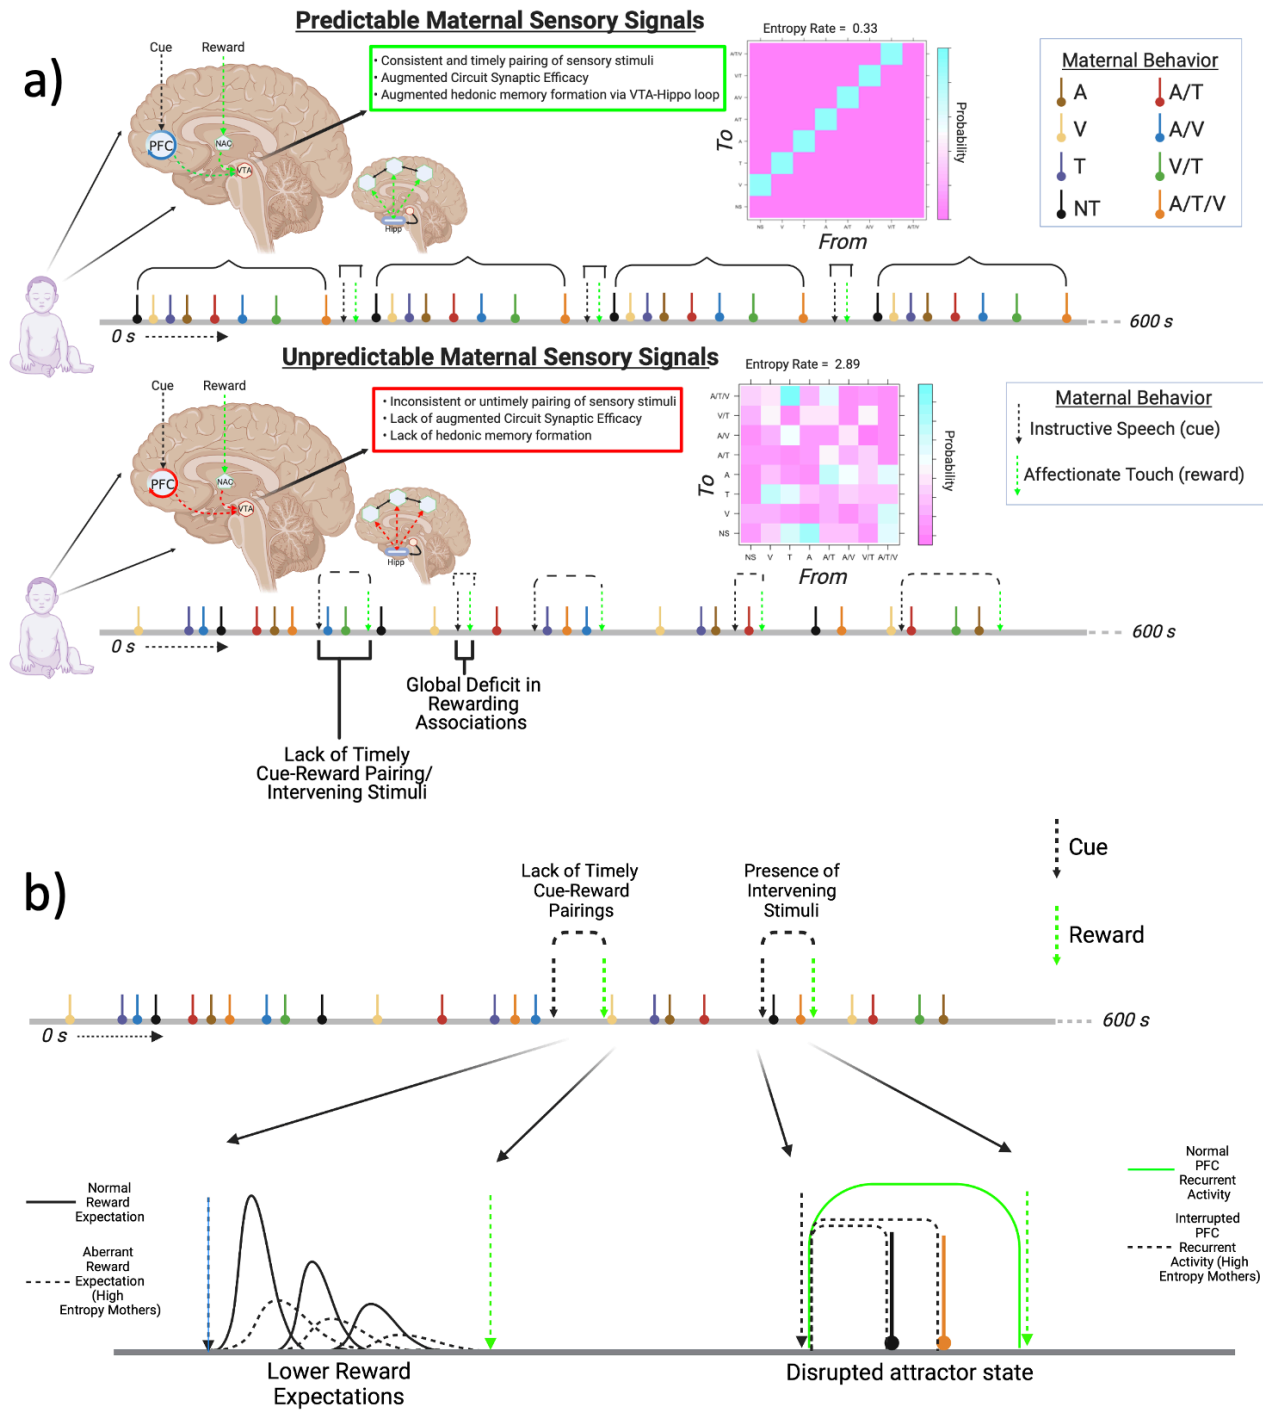 a)
Predictable Maternal Sensory Signals
Cue
Reward
PFC
NAC
VTA
Hipp
• Consistent and timely pairing of sensory stimuli
• Augmented Circuit Synaptic Efficacy
• Augmented hedonic memory formation via VTA-Hippo loop
Entropy Rate = 0.33
To
A/T/V
V/T
A/V
A/T
A
T
V
NS
NS V T A A/T A/V V/T A/T/V
From
Probability
Maternal Behavior
A
A/T
V
A/V
T
V/T
NT
A/T/V
0 s
600 s
Unpredictable Maternal Sensory Signals
Cue
Reward
PFC
NAC
VTA
Hipp
• Inconsistent or untimely pairing of sensory stimuli
• Lack of augmented Circuit Synaptic Efficacy
• Lack of hedonic memory formation
Entropy Rate = 2.89
To
A/T/V
V/T
A/V
A/T
A
T
V
NS
NS V T A A/T A/V V/T A/T/V
From
Probability
Maternal Behavior
Instructive Speech (cue)
Affectionate Touch (reward)
0 s
600 s
Global Deficit in
Rewarding
Associations
Lack of Timely
Cue-Reward Pairing/
Intervening Stimuli
b)
Lack of Timely
Cue-Reward
Pairings
Presence of
Intervening
Stimuli
Cue
Reward
0 s
600 s
Normal
Reward
Expectation
Aberrant
Reward
Expectation
(High
Entropy Mothers)
Lower Reward
Expectations
Normal
PFC
Recurrent
Activity
Interrupted
PFC
Recurrent
Activity (High
Entropy Mothers)
Disrupted attractor state